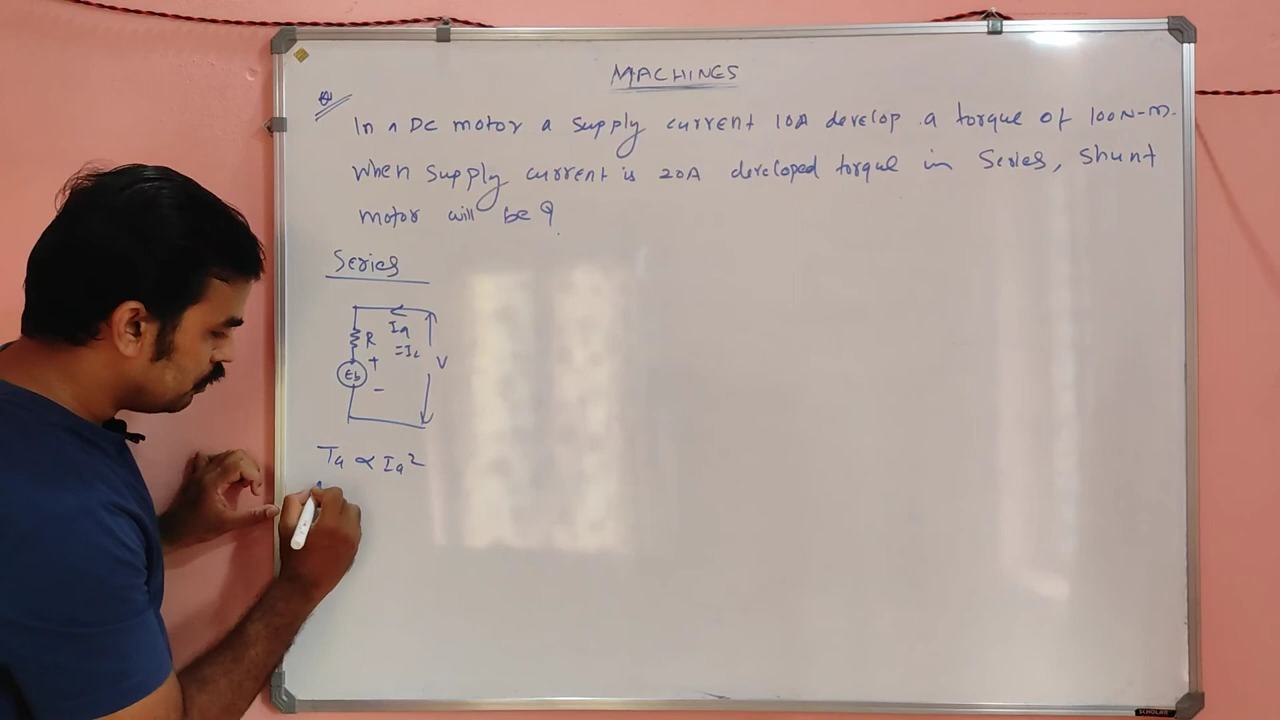 MACHINES
Q
In a DC motor a supply current 10A develop a torque of 100N-m.
when supply current is 20A developed torque in Series, shunt
motor will be ?
Series
Ia
R
=IL
+
V
Eb
-
Ta ∝ Ia²
SCHOLAR